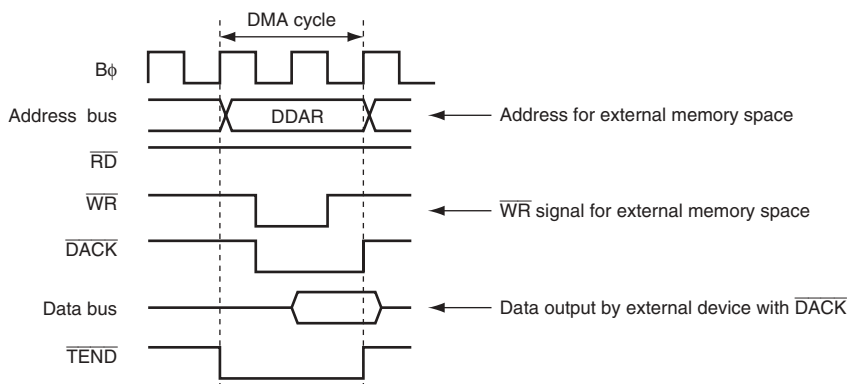 DMA cycle
Bϕ
Address bus
DDAR
Address for external memory space
RD
WR
WR signal for external memory space
DACK
Data bus
Data output by external device with DACK
TEND